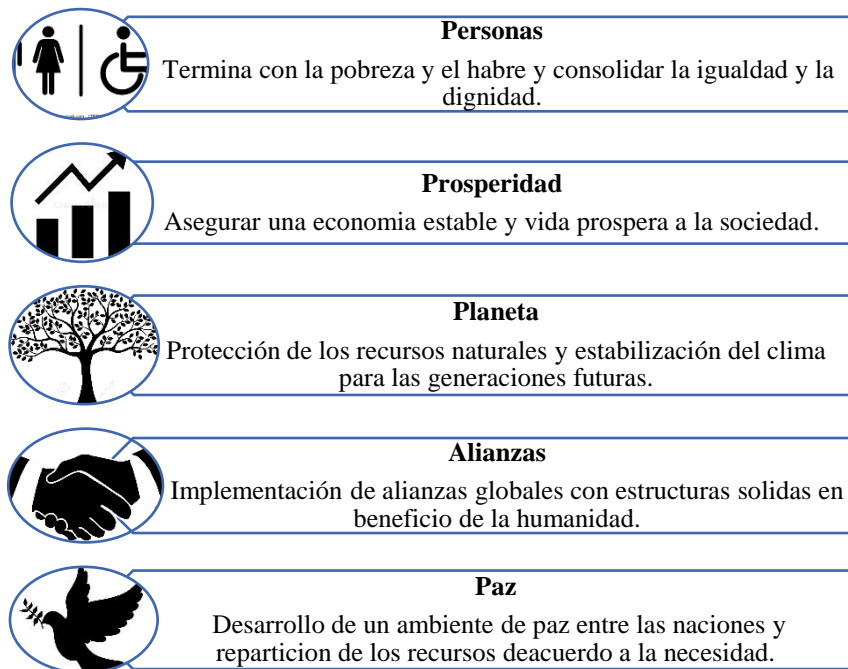 Personas
Termina con la pobreza y el habre y consolidar la igualdad y la
dignidad.
Prosperidad
Asegurar una economia estable y vida prospera a la sociedad.
Planeta
Protección de los recursos naturales y estabilización del clima
para las generaciones futuras.
Alianzas
Implementación de alianzas globales con estructuras solidas en
beneficio de la humanidad.
Paz
Desarrollo de un ambiente de paz entre las naciones y
reparticion de los recursos deacuerdo a la necesidad.